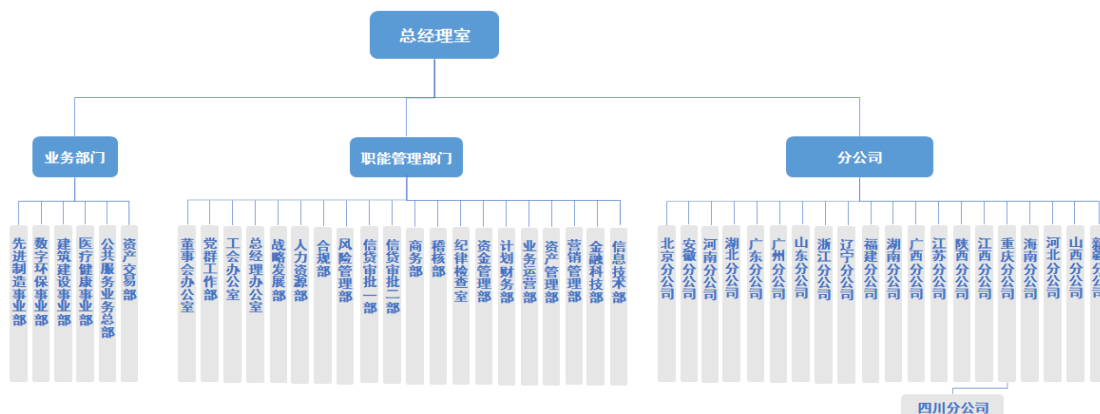 总经理室
业务部门
职能管理部门
分公司
先进制造事业部
数字环保事业部
建筑建设事业部
医疗健康事业部
公共服务业务总部
资产交易部
董事会办公室
党群工作部
工会办公室
总经理办公室
战略发展部
人力资源部
合规部
风险管理部
信贷审批一部
信贷审批二部
商务部
稽核部
纪律检查室
资金管理部
计划财务部
业务运营部
资产管理部
营销管理部
金融科技部
信息技术部
北京分公司
安徽分公司
河南分公司
湖北分公司
广东分公司
广州分公司
山东分公司
浙江分公司
辽宁分公司
福建分公司
湖南分公司
广西分公司
江苏分公司
陕西分公司
江西分公司
重庆分公司
海南分公司
河北分公司
山西分公司
新疆分公司
四川分公司